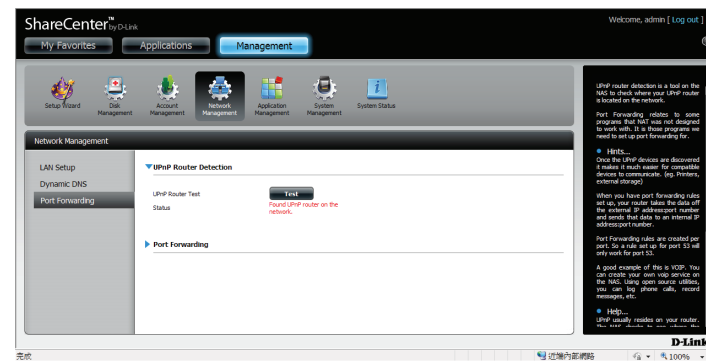 ShareCenter™ by D-Link
Welcome, admin [ Log out ]
My Favorites
Applications
Management
Setup Wizard
Disk
Management
Account
Management
Network
Management
Application
Management
System
Management
System Status
Network Management
LAN Setup
Dynamic DNS
Port Forwarding
UPnP Router Detection
UPnP Router Test
Test
Status
Found UPnP router on the
network.
Port Forwarding
UPnP router detection is a tool on the
NAS to check where your UPnP router
is located on the network.
Port Forwarding relates to some
programs that NAT was not designed
to work with. It is those programs we
need to set up port forwarding for.
Hints...
Once the UPnP devices are discovered
it makes it much easer for compatible
devices to communicate. (eg. Printers,
external storage)
When you have port forwarding rules
set up, your router takes the data off
the external IP address:port number
and sends that data to an internal IP
address:port number.
Port Forwarding rules are created per
port. So a rule set up for port 53 will
only work for port 53.
A good example of this is VOIP. You
can create your own voip service on
the NAS. Using open source utilities,
you can log phone calls, record
messages, etc.
Help...
UPnP usually resides on your router.
The NAS checks to see where the
D-Link
完成
近端內部網路
100%